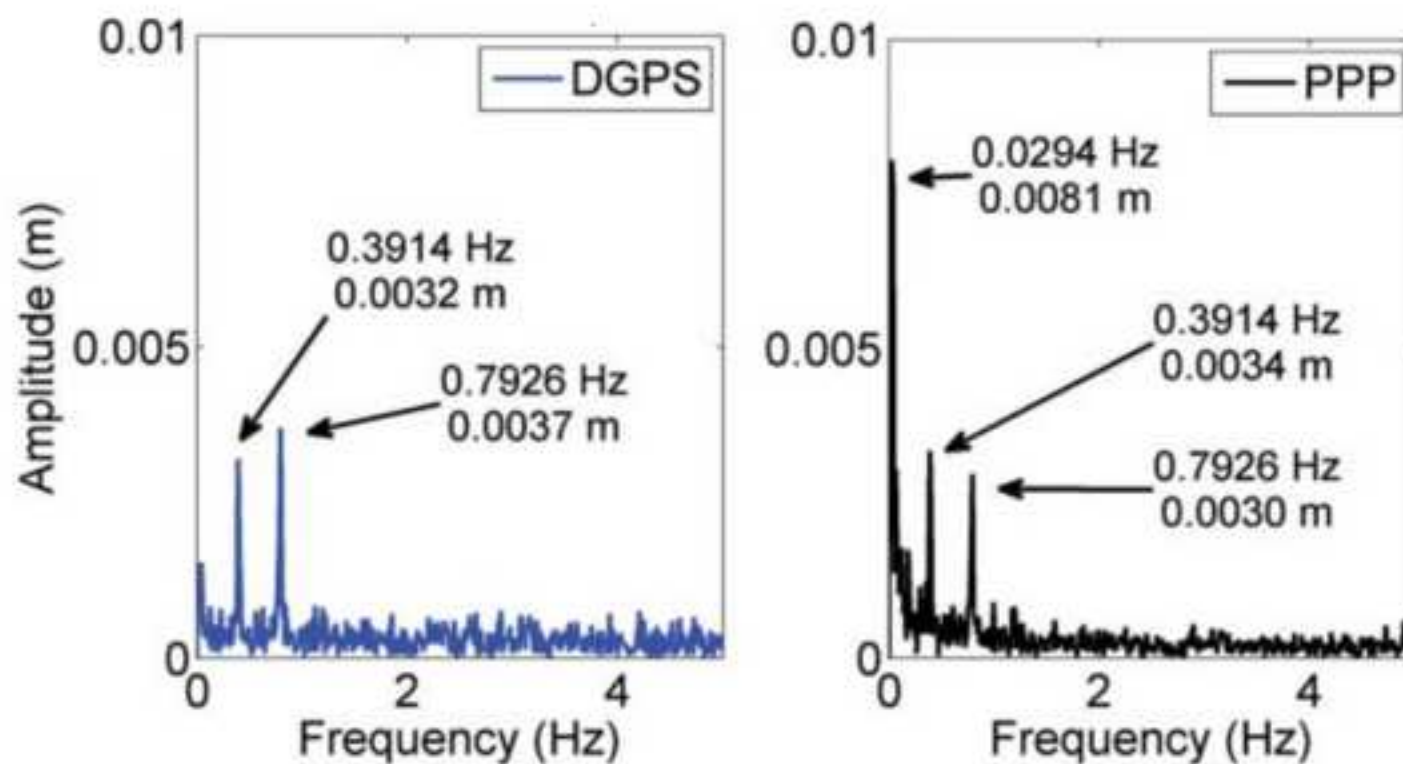 0.01
DGPS
0.3914 Hz
0.0032 m
0.005
0.7926 Hz
0.0037 m
0
0
2
4
Amplitude (m)
Frequency (Hz)
0.01
PPP
0.0294 Hz
0.0081 m
0.3914 Hz
0.0034 m
0.005
0.7926 Hz
0.0030 m
0
0
2
4
Frequency (Hz)